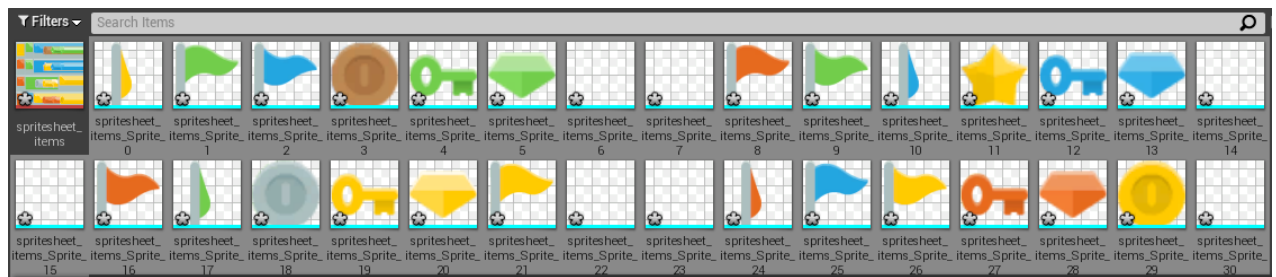 Filters
Search Items
spritesheet_
items
spritesheet_
items_Sprite_
0
spritesheet_
items_Sprite_
1
spritesheet_
items_Sprite_
2
spritesheet_
items_Sprite_
3
spritesheet_
items_Sprite_
4
spritesheet_
items_Sprite_
5
spritesheet_
items_Sprite_
6
spritesheet_
items_Sprite_
7
spritesheet_
items_Sprite_
8
spritesheet_
items_Sprite_
9
spritesheet_
items_Sprite_
10
spritesheet_
items_Sprite_
11
spritesheet_
items_Sprite_
12
spritesheet_
items_Sprite_
13
spritesheet_
items_Sprite_
14
spritesheet_
items_Sprite_
15
spritesheet_
items_Sprite_
16
spritesheet_
items_Sprite_
17
spritesheet_
items_Sprite_
18
spritesheet_
items_Sprite_
19
spritesheet_
items_Sprite_
20
spritesheet_
items_Sprite_
21
spritesheet_
items_Sprite_
22
spritesheet_
items_Sprite_
23
spritesheet_
items_Sprite_
24
spritesheet_
items_Sprite_
25
spritesheet_
items_Sprite_
26
spritesheet_
items_Sprite_
27
spritesheet_
items_Sprite_
28
spritesheet_
items_Sprite_
29
spritesheet_
items_Sprite_
30